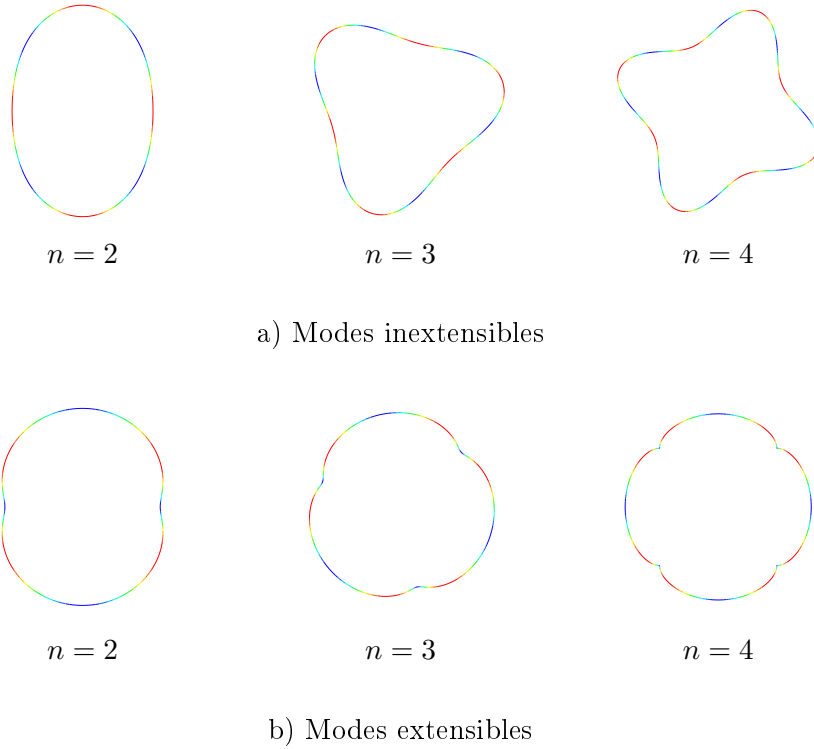 n = 2 n = 3 n = 4
a) Modes inextensibles
n = 2 n = 3 n = 4
b) Modes extensibles